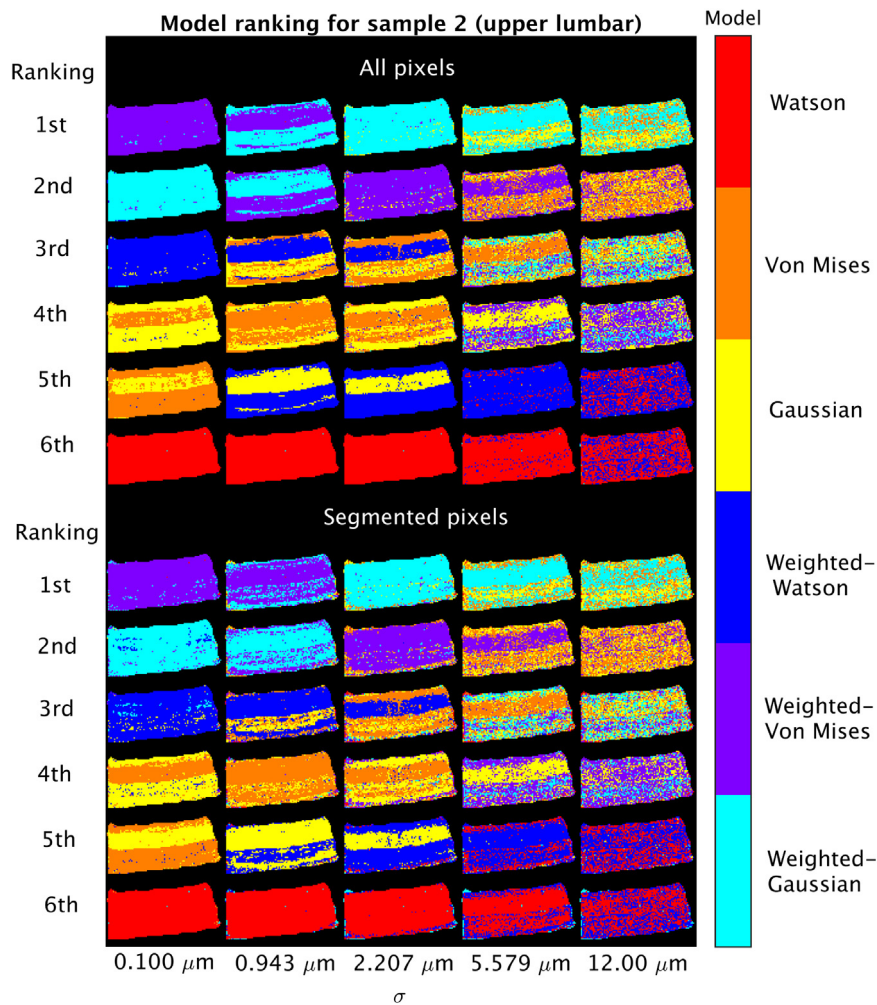 Model ranking for sample 2 (upper lumbar)
Model
Ranking
All pixels
1st
2nd
3rd
4th
5th
6th
Ranking
Segmented pixels
1st
2nd
3rd
4th
5th
6th
0.100 μm 0.943 μm 2.207 μm 5.579 μm 12.00 μm
σ
Watson
Von Mises
Gaussian
Weighted-
Watson
Weighted-
Von Mises
Weighted-
Gaussian